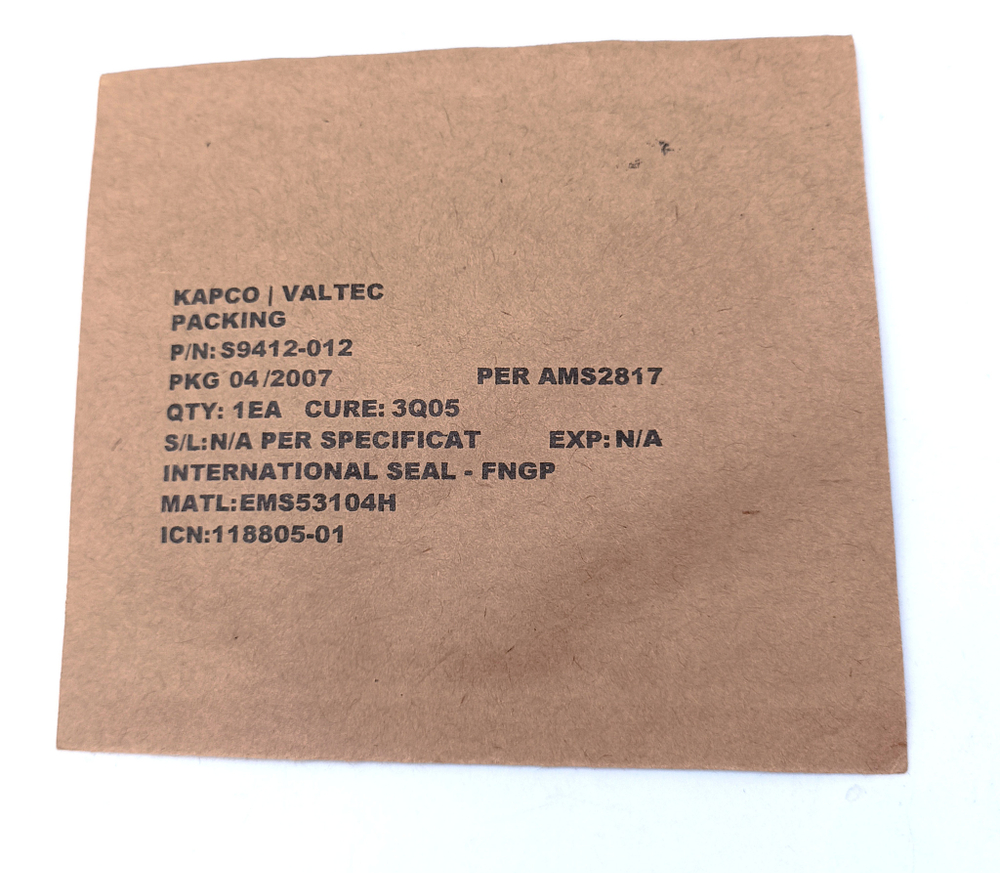 KAPCO | VALTEC
PACKING
P/N: S9412-012
PKG 04/2007 PER AMS2817
QTY: 1EA CURE: 3Q05
S/L:N/A PER SPECIFICAT EXP: N/A
INTERNATIONAL SEAL - FNGP
MATL:EMS53104H
ICN:118805-01